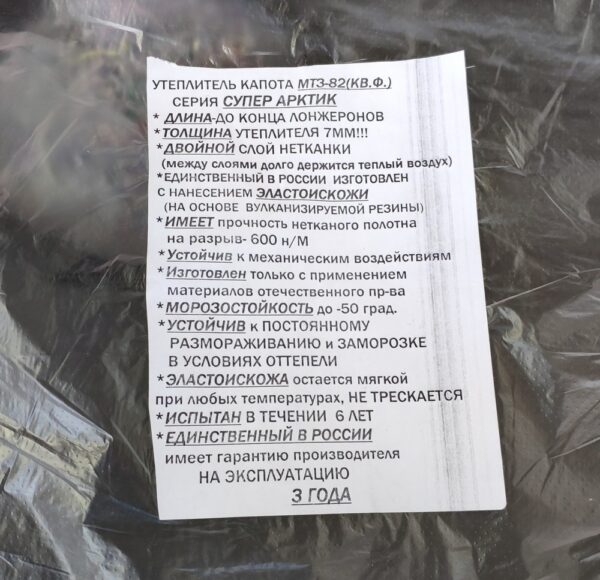 УТЕПЛИТЕЛЬ КАПОТА МТЗ-82(КВ.Ф.)
СЕРИЯ СУПЕР АРКТИК
* ДЛИНА-ДО КОНЦА ЛОНЖЕРОНОВ
*ТОЛЩИНА УТЕПЛИТЕЛЯ 7ММ!!!
*ДВОЙНОЙ СЛОЙ НЕТКАНКИ
(между слоями долго держится теплый воздух)
*ЕДИНСТВЕННЫЙ В РОССИИ ИЗГОТОВЛЕН
С НАНЕСЕНИЕМ ЭЛАСТОИСКОЖИ
(НА ОСНОВЕ ВУЛКАНИЗИРУЕМОЙ РЕЗИНЫ)
*ИМЕЕТ прочность нетканого полотна
на разрыв- 600 н/М
*Устойчив к механическим воздействиям
*Изготовлен только с применением
материалов отечественного пр-ва
*МОРОЗОСТОЙКОСТЬ до -50 град.
*УСТОЙЧИВ к ПОСТОЯННОМУ
РАЗМОРАЖИВАНИЮ и ЗАМОРОЗКЕ
В УСЛОВИЯХ ОТТЕПЕЛИ
*ЭЛАСТОИСКОЖА остается мягкой
при любых температурах, НЕ ТРЕСКАЕТСЯ
*ИСПЫТАН В ТЕЧЕНИИ 6 ЛЕТ
*ЕДИНСТВЕННЫЙ В РОССИИ
имеет гарантию производителя
НА ЭКСПЛУАТАЦИЮ
3 ГОДА